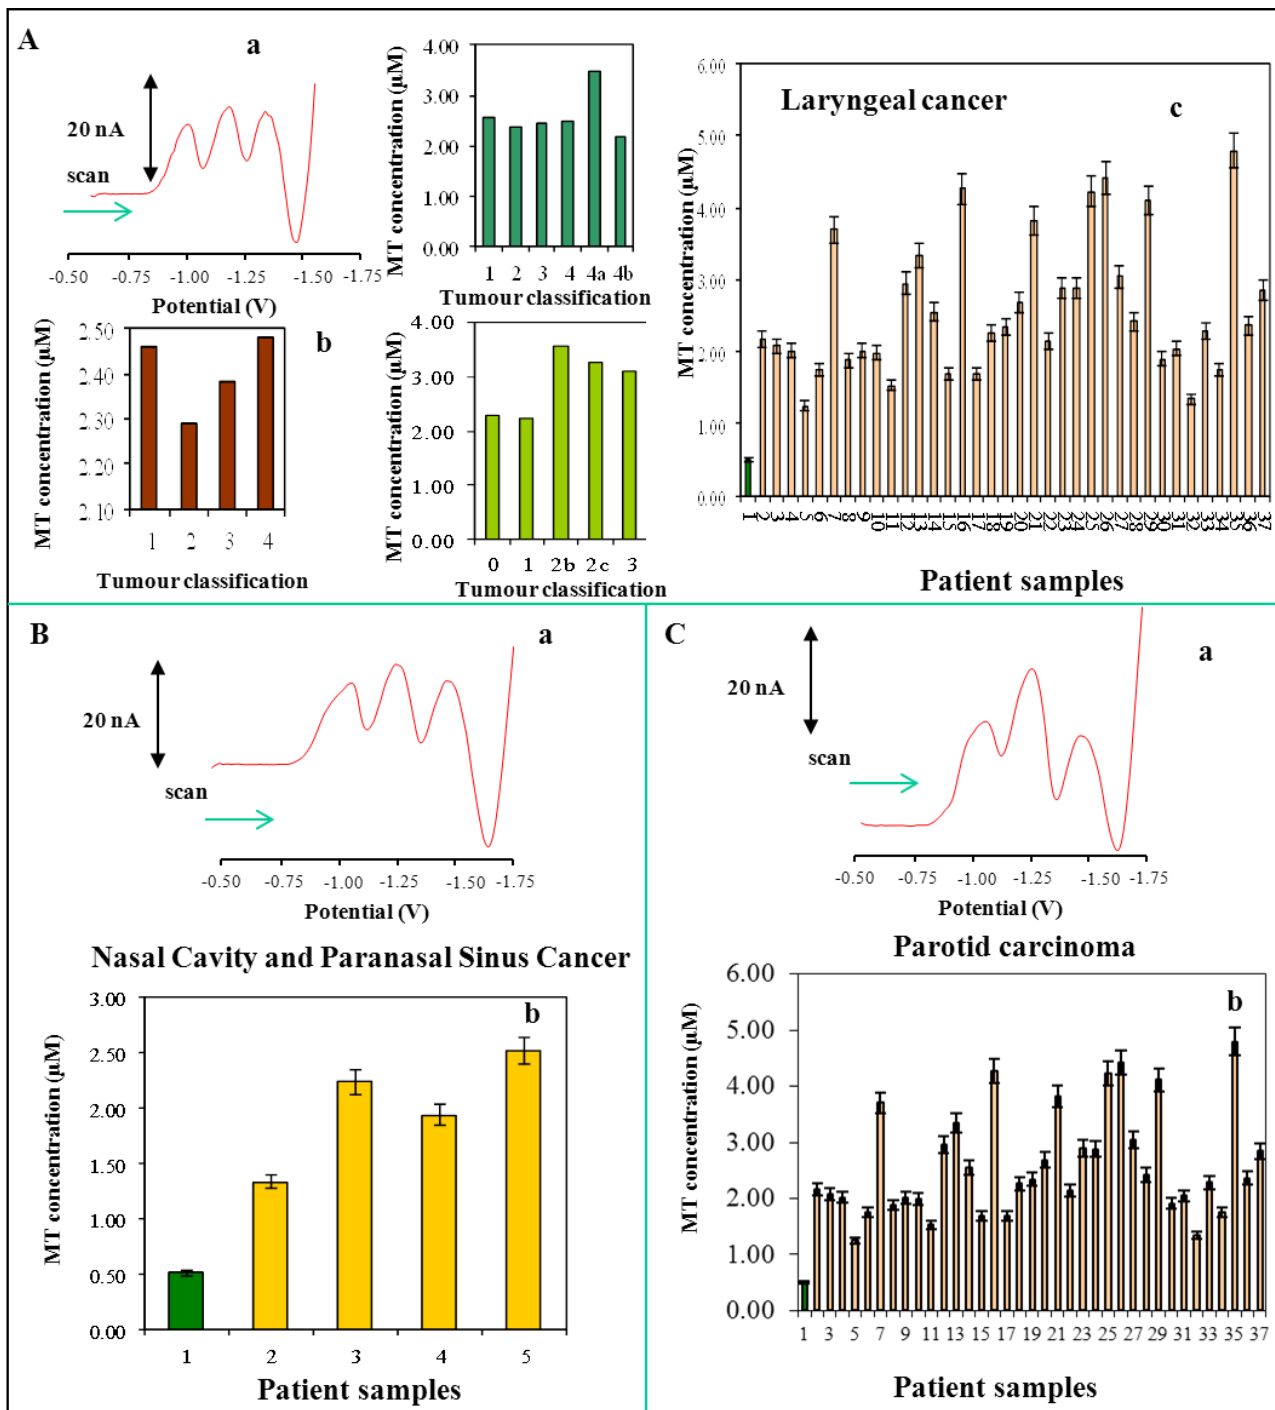 A
a
20 nA
scan
-0.50 -0.75 -1.00 -1.25 -1.50 -1.75
Potential (V)
MT concentration (μM)
4.00
3.00
2.00
1.00
0.00
1 2 3 4 4a 4b
Tumour classification
b
MT concentration (μM)
2.50
2.40
2.30
2.20
2.10
1 2 3 4
Tumour classification
MT concentration (μM)
4.00
3.00
2.00
1.00
0.00
0 1 2b 2c 3
Tumour classification
Laryngeal cancer
c
MT concentration (μM)
6.00
5.00
4.00
3.00
2.00
1.00
0.00
1 2 3 4 5 6 7 8 9 10 11 12 13 14 15 16 17 18 19 20 21 22 23 24 25 26 27 28 29 30 31 32 33 34 35 36 37
Patient samples
B
a
20 nA
scan
-0.50 -0.75 -1.00 -1.25 -1.50 -1.75
Potential (V)
Nasal Cavity and Paranasal Sinus Cancer
b
MT concentration (μM)
3.00
2.50
2.00
1.50
1.00
0.50
0.00
1 2 3 4 5
Patient samples
C
a
20 nA
scan
-0.50 -0.75 -1.00 -1.25 -1.50 -1.75
Potential (V)
Parotid carcinoma
b
MT concentration (μM)
6.00
5.00
4.00
3.00
2.00
1.00
0.00
1 3 5 7 9 11 13 15 17 19 21 23 25 27 29 31 33 35 37
Patient samples